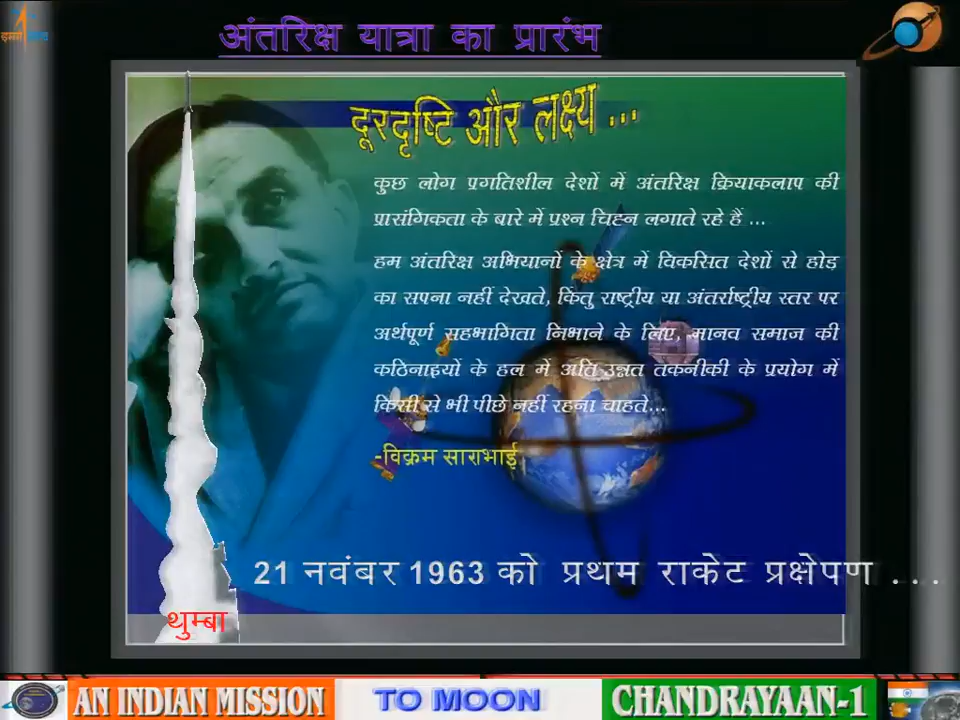 अंतरिक्ष यात्रा का प्रारंभ
दूरदृष्टि और लक्ष्य ...
कुछ लोग प्रगतिशील देशों में अंतरिक्ष क्रियाकलाप की
प्रासंगिकता के बारे में प्रश्न चिह्न लगाते रहे हैं ...
हम अंतरिक्ष अभियानों के क्षेत्र में विकसित देशों से होड़
का सपना नहीं देखते, किंतु राष्ट्रीय या अंतर्राष्ट्रीय स्तर पर
अर्थपूर्ण सहभागिता निभाने के लिए, मानव समाज की
कठिनाइयों के हल में अति उन्नत तकनीकी के प्रयोग में
किसी से भी पीछे नहीं रहना चाहते...
-विक्रम साराभाई
21 नवंबर 1963 को प्रथम राकेट प्रक्षेपण ...
थुम्बा
AN INDIAN MISSION TO MOON CHANDRAYAAN-1